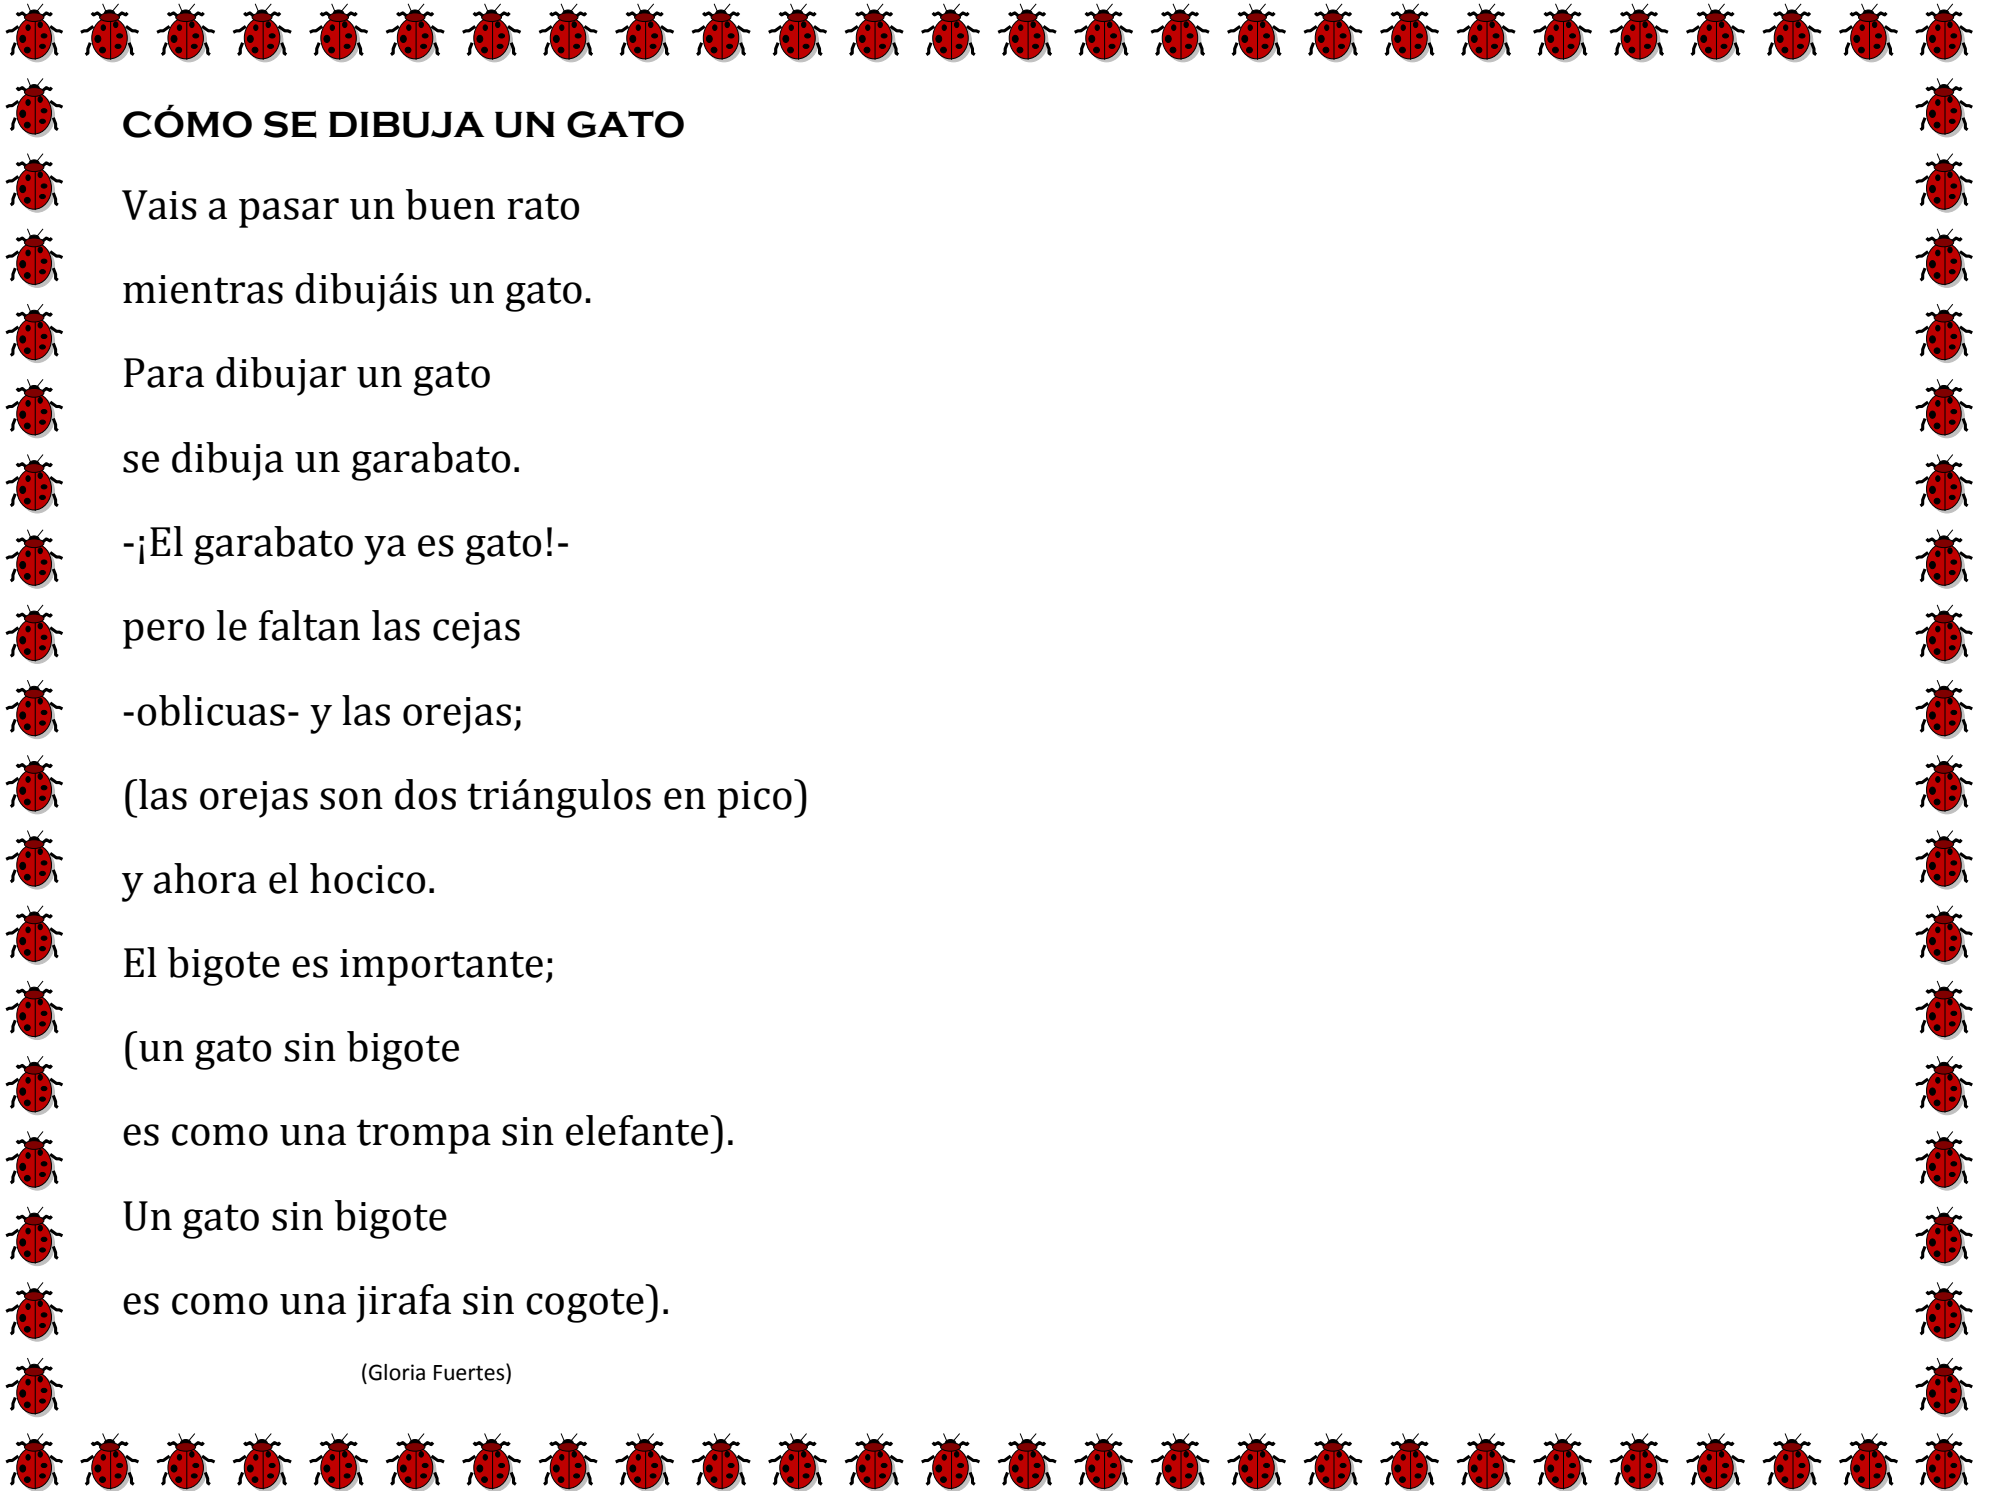 CÓMO SE DIBUJA UN GATO
Vais a pasar un buen rato
mientras dibujáis un gato.
Para dibujar un gato
se dibuja un garabato.
-¡El garabato ya es gato!-
pero le faltan las cejas
-oblicuas- y las orejas;
(las orejas son dos triángulos en pico)
y ahora el hocico.
El bigote es importante;
(un gato sin bigote
es como una trompa sin elefante).
Un gato sin bigote
es como una jirafa sin cogote).
(Gloria Fuertes)